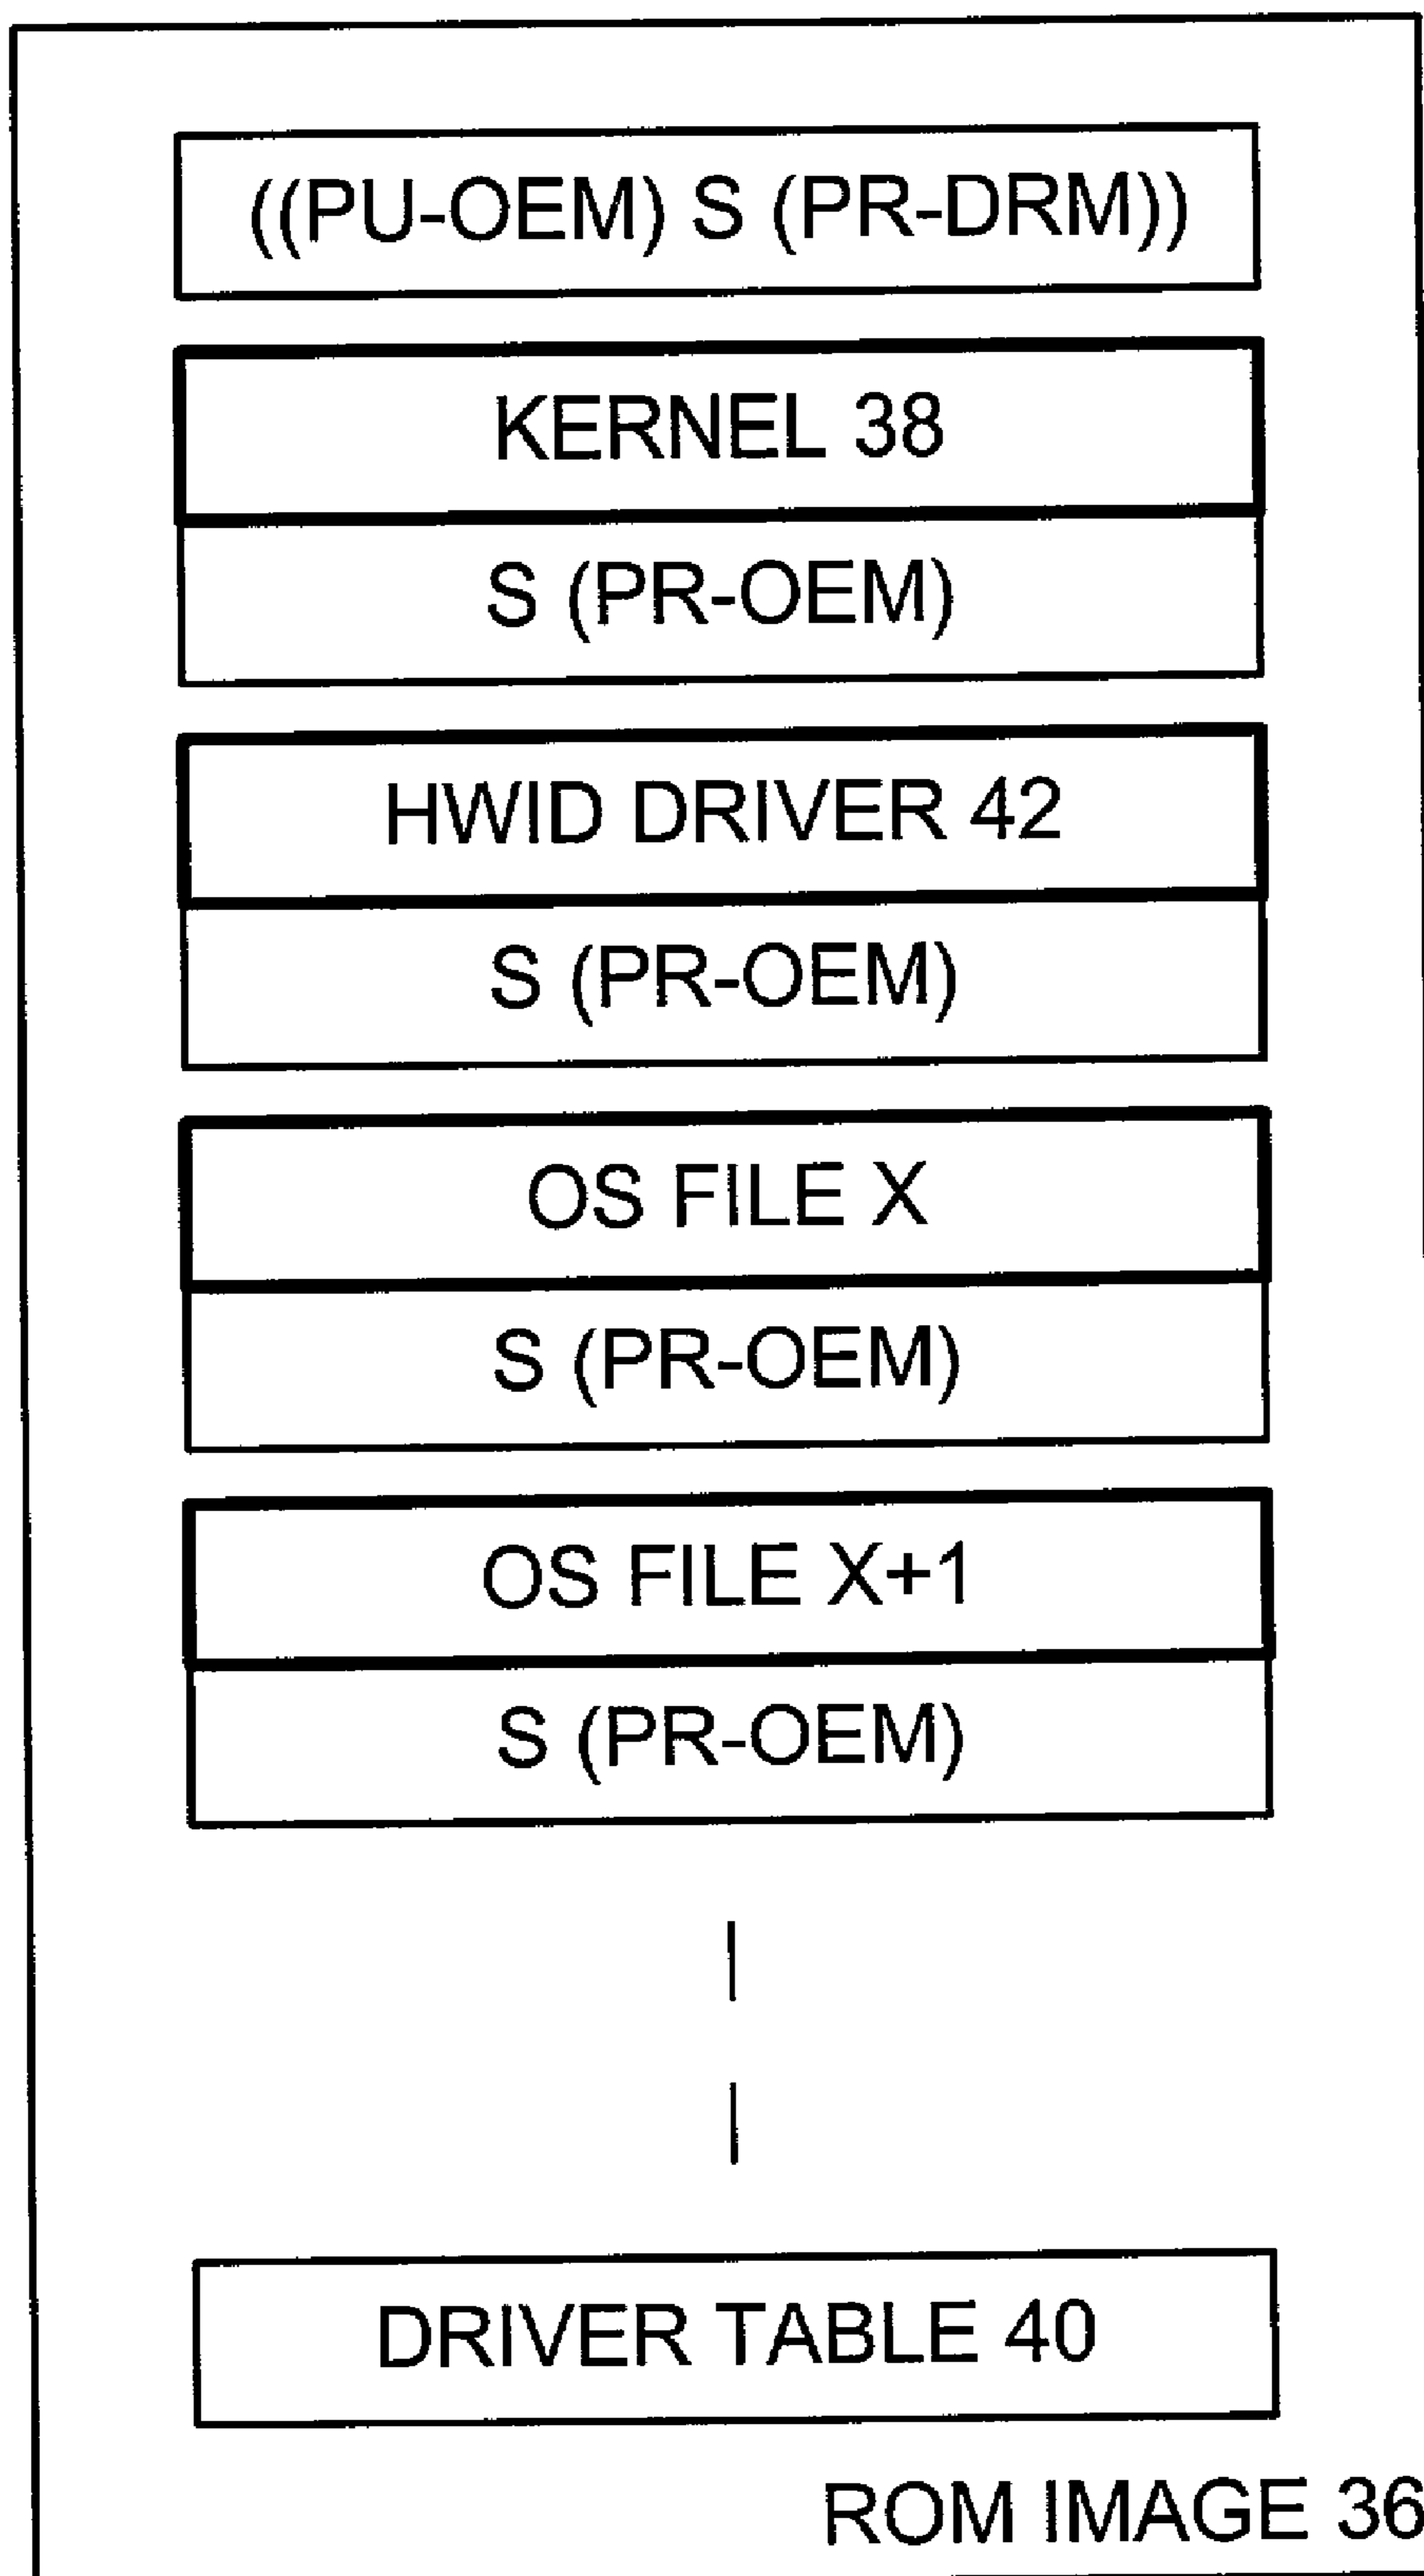 ((PU-OEM) S (PR-DRM))
KERNEL 38
S (PR-OEM)
HWID DRIVER 42
S (PR-OEM)
OS FILE X
S (PR-OEM)
OS FILE X+1
S (PR-OEM)
DRIVER TABLE 40
ROM IMAGE 36